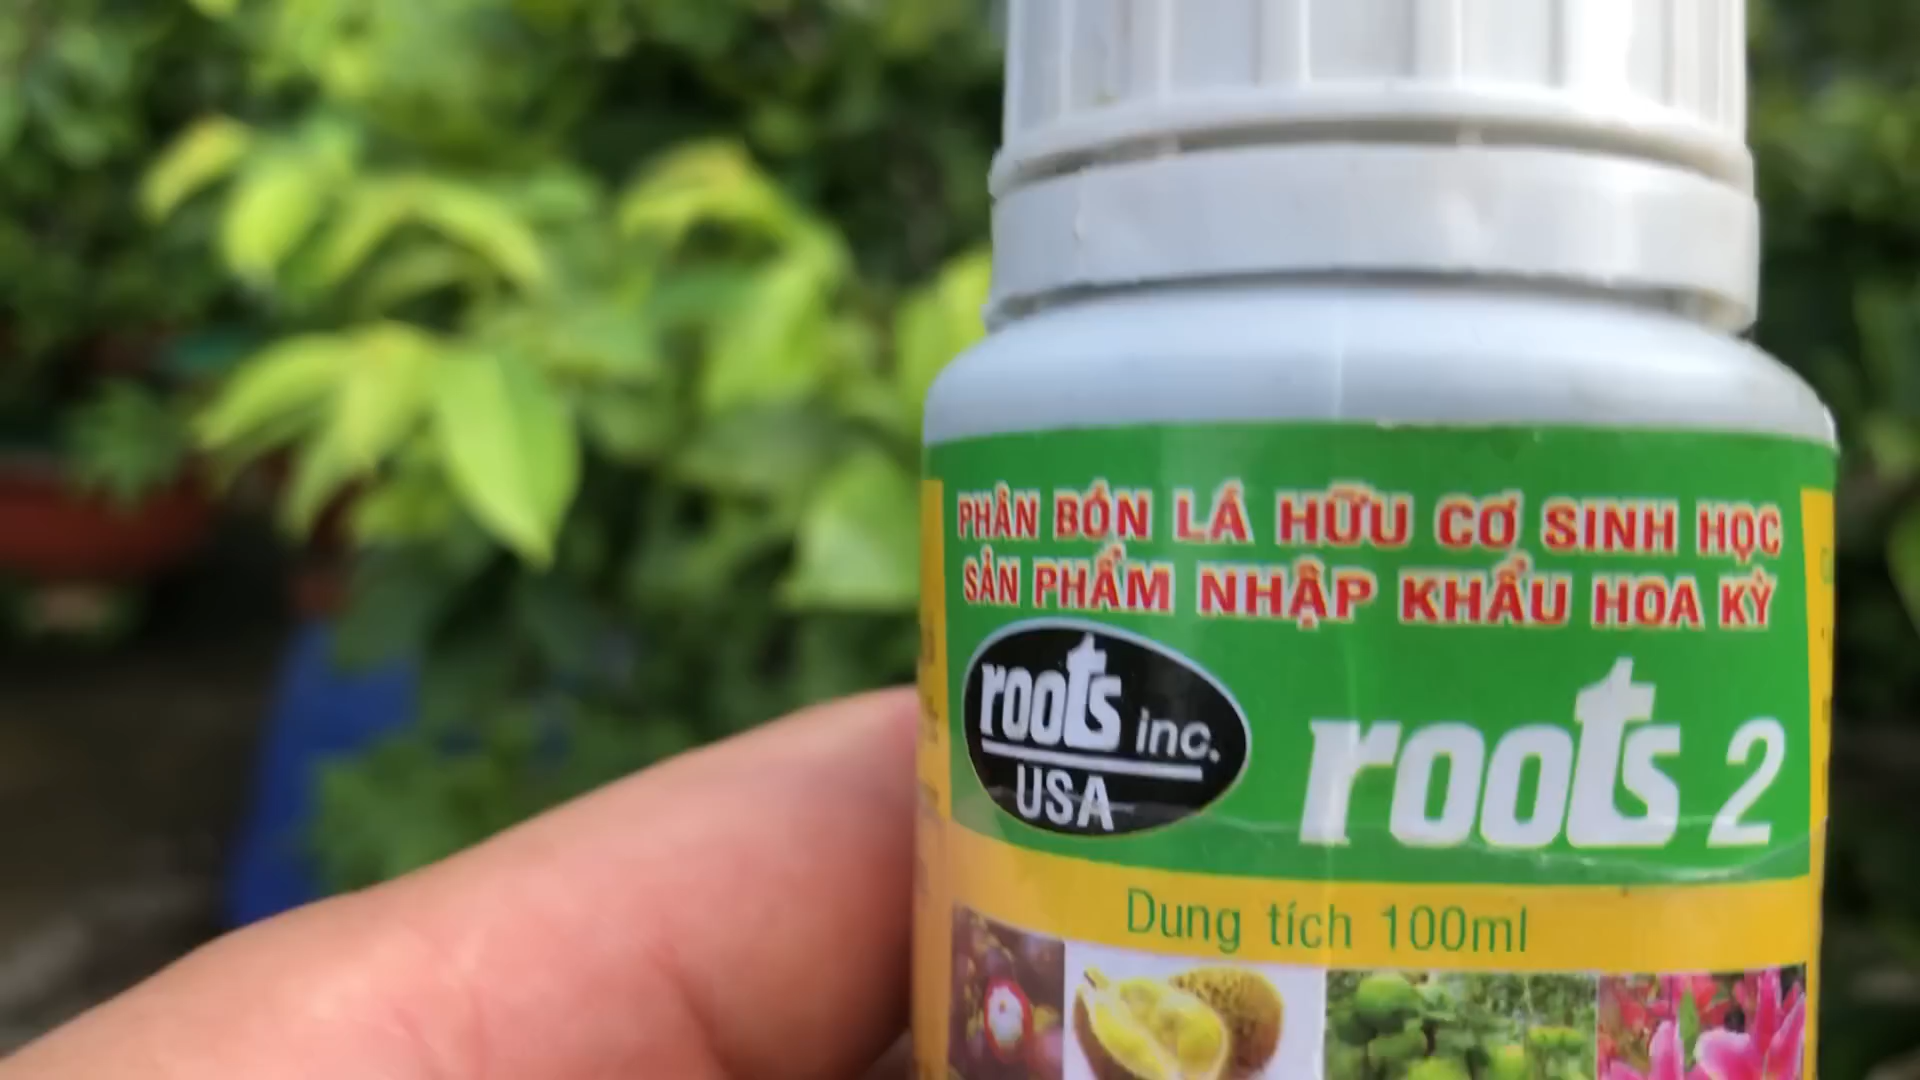 PHÂN BÓN LÁ HỮU CƠ SINH HỌC
SẢN PHẨM NHẬP KHẨU HOA KỲ
roots inc.
USA
roots 2
Dung tích 100ml